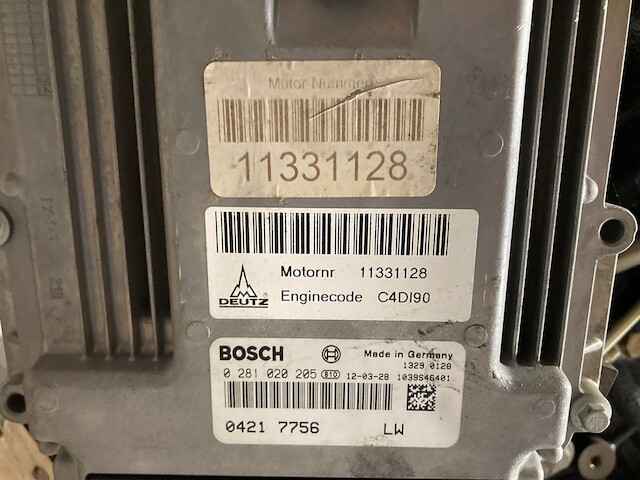 Motor-Nummer
11331128
Motornr 11331128
DEUTZ
Enginecode C4DI90
BOSCH
Made in Germany
1329 0128
0 281 020 205 810 12-03-28 1039S46401
0421 7756 LW